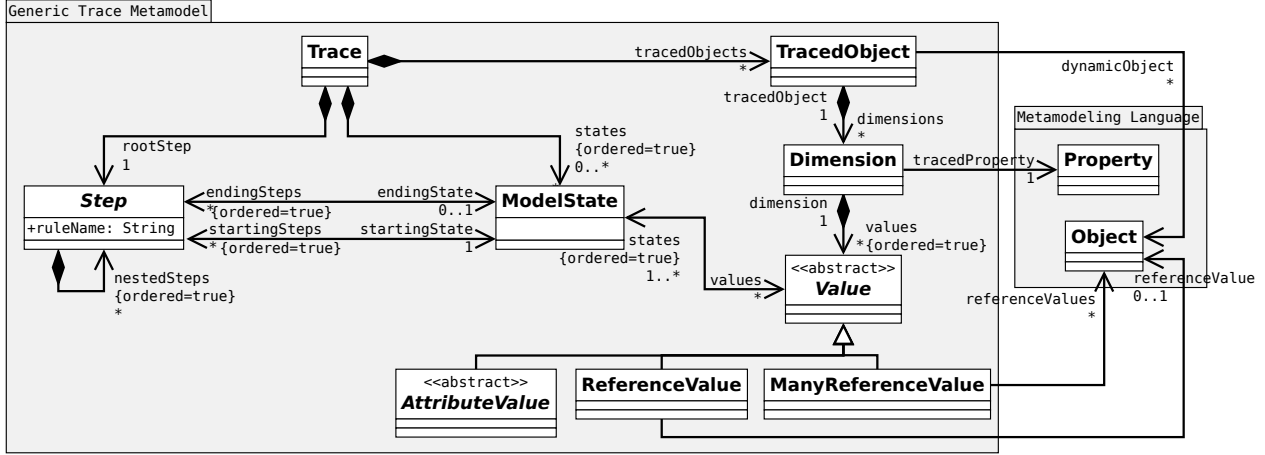 Generic Trace Metamodel
Trace
tracedObjects
*
TracedObject
dynamicObject
*
tracedObject
1
dimensions
*
Metamodeling Language
rootStep
1
states
{ordered=true}
0..*
Dimension
tracedProperty
1
Property
Step
+ruleName: String
endingSteps
*
{ordered=true}
endingState
0..1
startingSteps
*
{ordered=true}
startingState
1
*
ModelState
dimension
1
values
*{ordered=true}
Object
states
{ordered=true}
1..*
values
*
<<abstract>>
Value
nestedSteps
{ordered=true}
*
referenceValue
0..1
referenceValues
*
<<abstract>>
AttributeValue
ReferenceValue
ManyReferenceValue